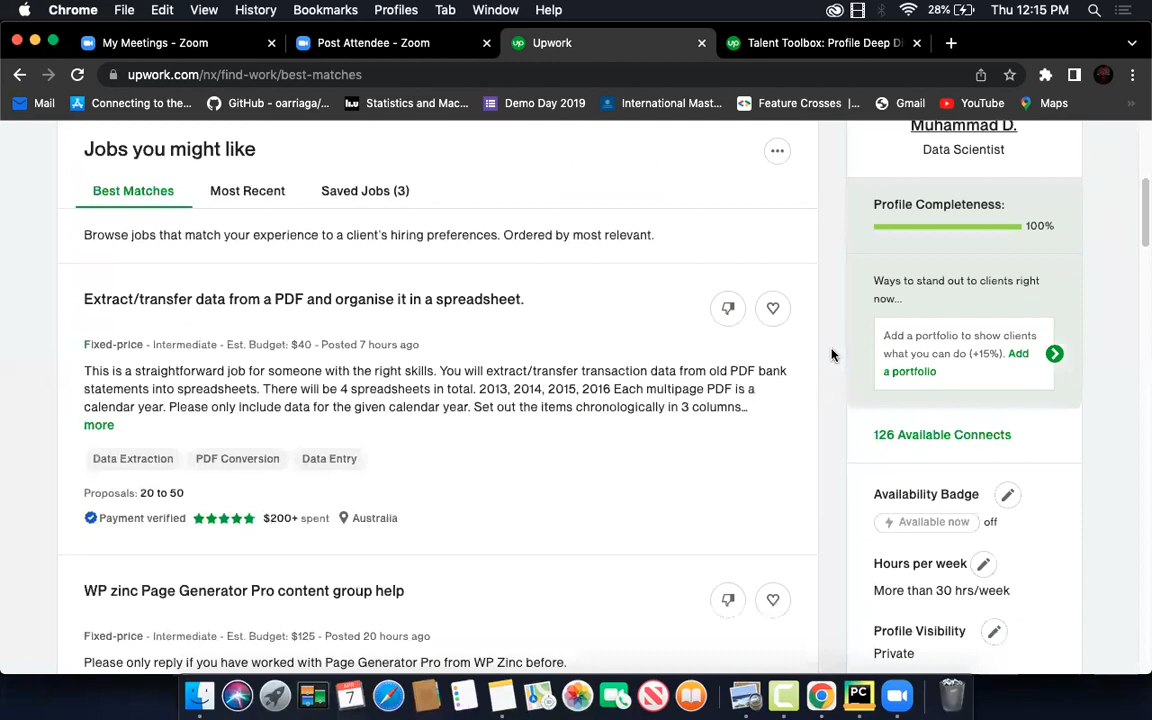 Chrome File Edit View History Bookmarks Profiles Tab Window Help 28% Thu 12:15 PM
My Meetings - Zoom Post Attendee - Zoom up Upwork up Talent Toolbox: Profile Deep Di
upwork.com/nx/find-work/best-matches
Mail Connecting to the... GitHub - oarriaga/... Statistics and Mac... Demo Day 2019 International Mast... Feature Crosses |... Gmail YouTube Maps »
Jobs you might like
Best Matches Most Recent Saved Jobs (3)
Browse jobs that match your experience to a client's hiring preferences. Ordered by most relevant.
Extract/transfer data from a PDF and organise it in a spreadsheet.
Fixed-price - Intermediate - Est. Budget: $40 - Posted 7 hours ago
This is a straightforward job for someone with the right skills. You will extract/transfer transaction data from old PDF bank
statements into spreadsheets. There will be 4 spreadsheets in total. 2013, 2014, 2015, 2016 Each multipage PDF is a
calendar year. Please only include data for the given calendar year. Set out the items chronologically in 3 columns...
more
Data Extraction PDF Conversion Data Entry
Proposals: 20 to 50
Payment verified $200+ spent Australia
WP zinc Page Generator Pro content group help
Fixed-price - Intermediate - Est. Budget: $125 - Posted 20 hours ago
Please only reply if you have worked with Page Generator Pro from WP Zinc before.
Muhammad D.
Data Scientist
Profile Completeness:
100%
Ways to stand out to clients right
now...
Add a portfolio to show clients
what you can do (+15%). Add
a portfolio
126 Available Connects
Availability Badge
Available now off
Hours per week
More than 30 hrs/week
Profile Visibility
Private
APR
7
PC